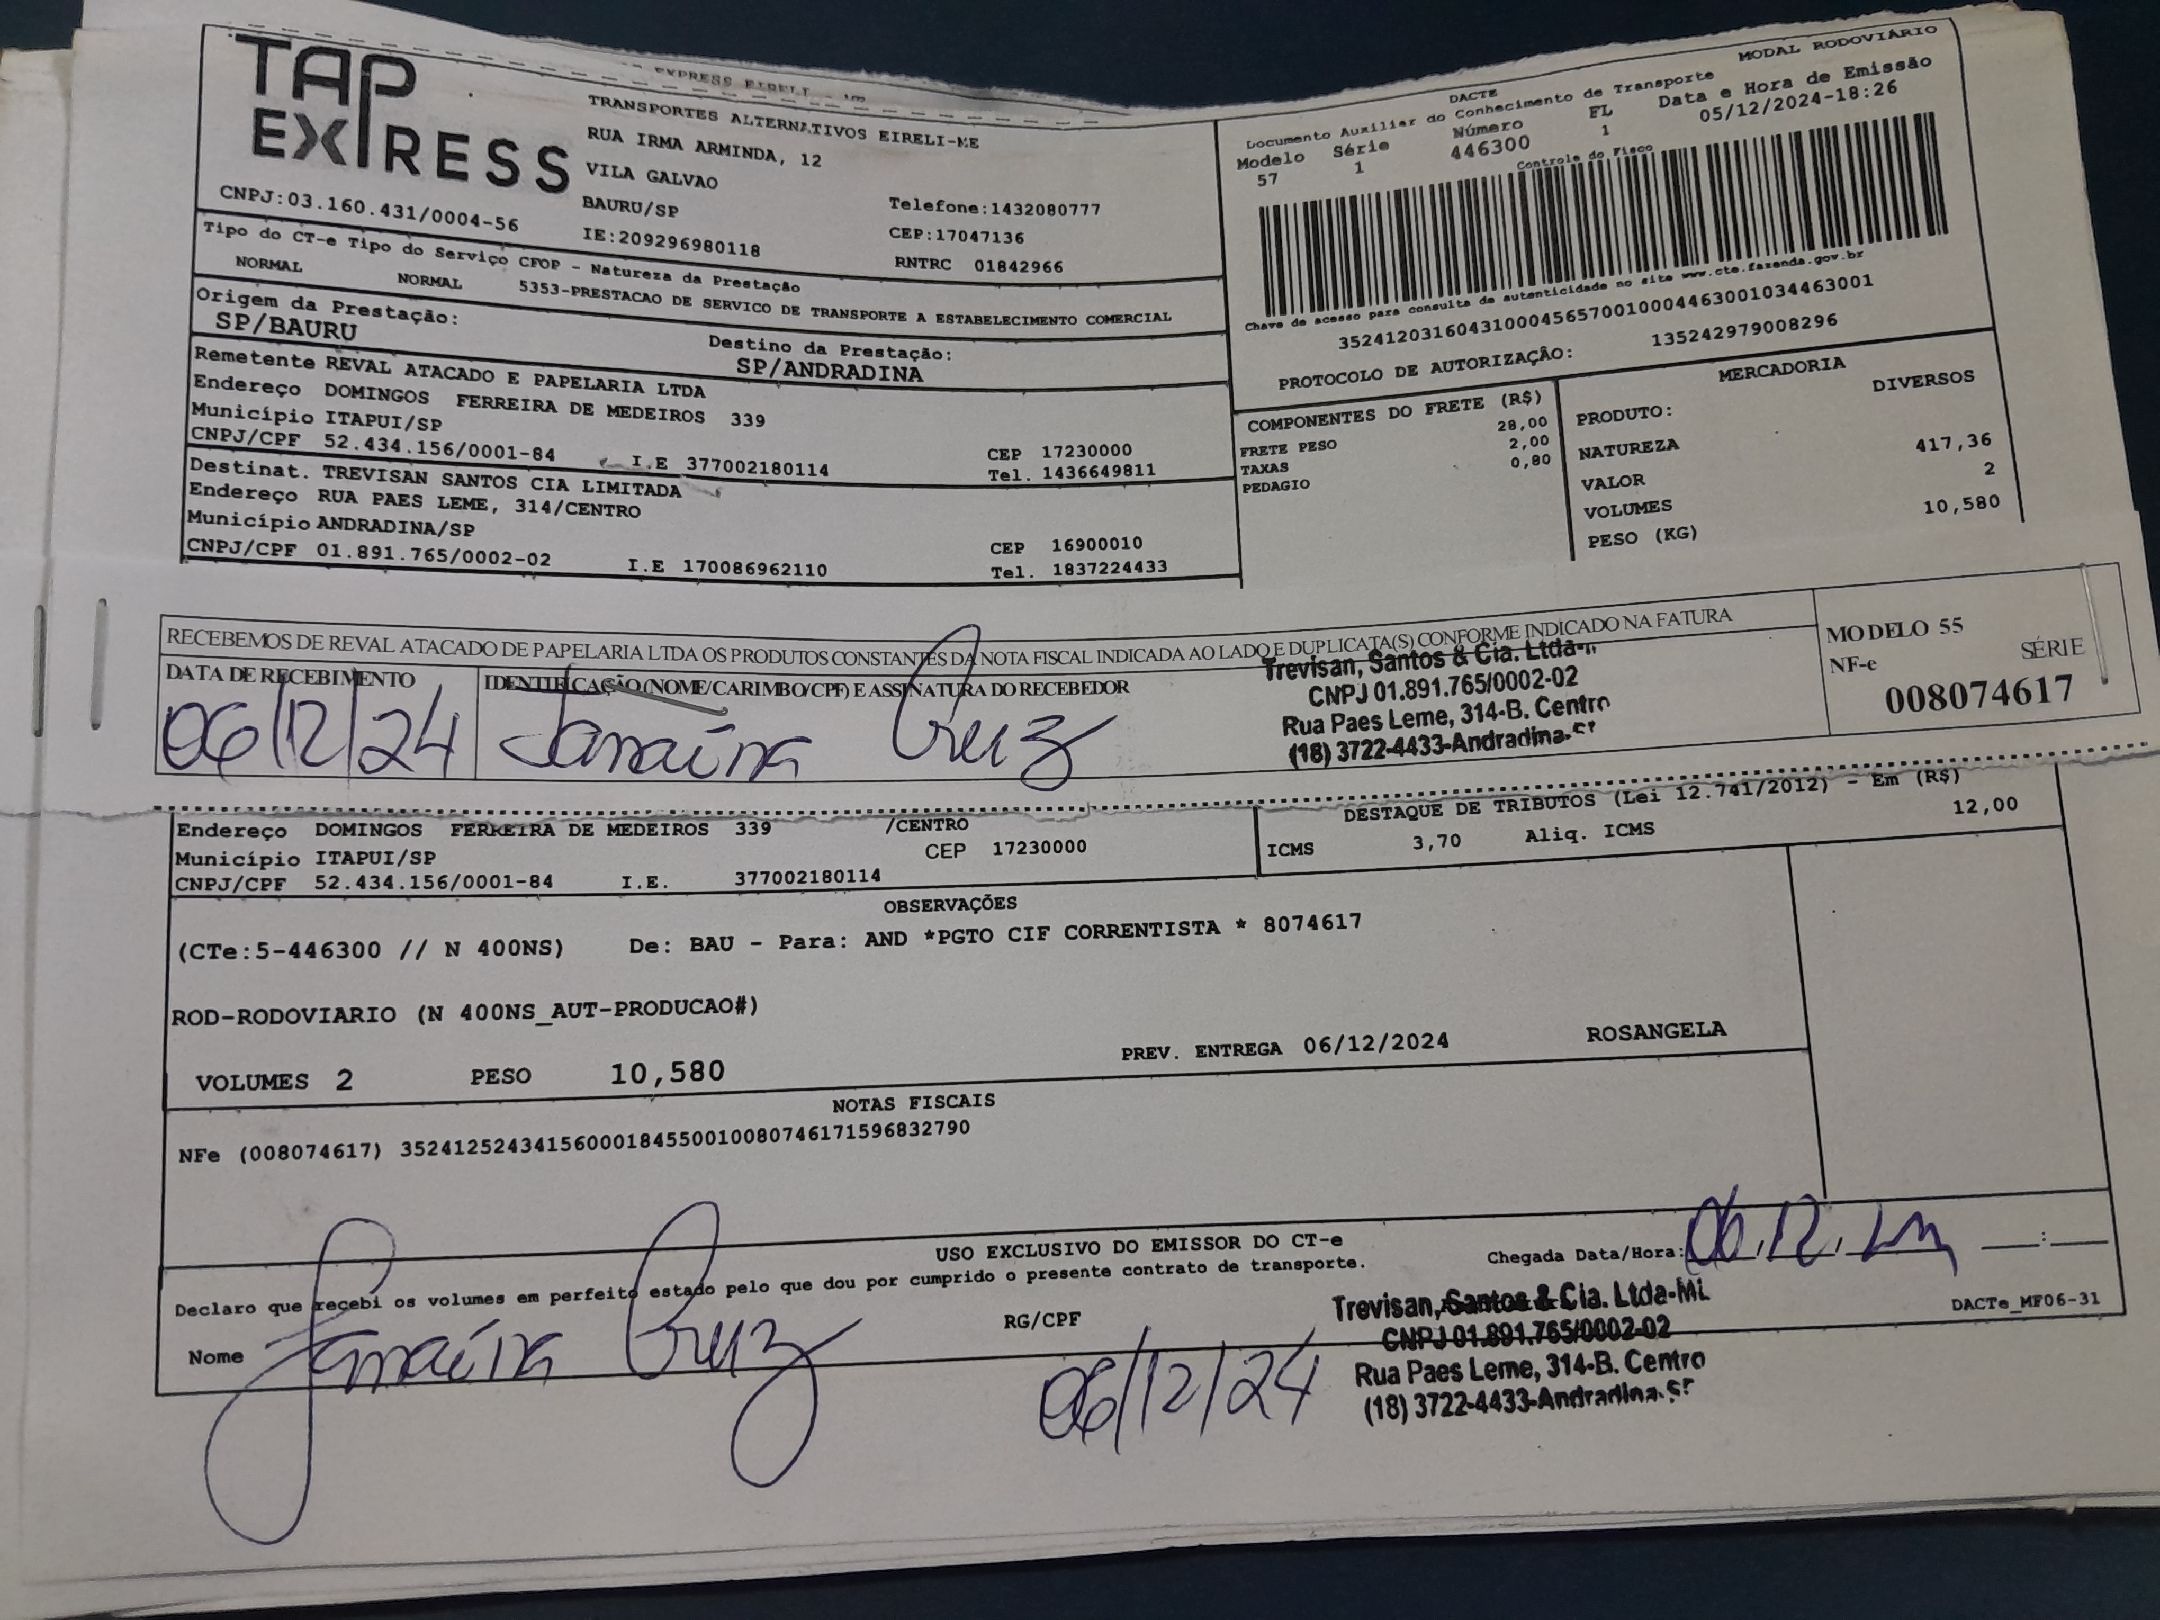 TAP
EXPRESS
EXPRESS EIRELI - ME
TRANSPORTES ALTERNATIVOS EIRELI-ME
RUA IRMA ARMINDA, 12
VILA GALVAO
BAURU/SP
Telefone:1432080777
CNPJ:03.160.431/0004-56
IE:209296980118
CEP:17047136
RNTRC 01842966
MODAL RODOVIÁRIO
DACTE
Documento Auxiliar do Conhecimento de Transporte
Modelo Série Número FL Data e Hora de Emissão
57 1 446300 1 05/12/2024-18:26
Controle do Fisco
Chave de acesso para consulta de autenticidade no site www.cte.fazenda.gov.br
35241203160431000456570010004463001034463001
PROTOCOLO DE AUTORIZAÇÃO: 135242979008296
Tipo do CT-e Tipo do Serviço CFOP - Natureza da Prestação
NORMAL NORMAL 5353-PRESTACAO DE SERVICO DE TRANSPORTE A ESTABELECIMENTO COMERCIAL
Origem da Prestação: Destino da Prestação:
SP/BAURU SP/ANDRADINA
Remetente REVAL ATACADO E PAPELARIA LTDA
Endereço DOMINGOS FERREIRA DE MEDEIROS 339
Município ITAPUI/SP CEP 17230000
CNPJ/CPF 52.434.156/0001-84 I.E 377002180114 Tel. 1436649811
Destinat. TREVISAN SANTOS CIA LIMITADA
Endereço RUA PAES LEME, 314/CENTRO
Município ANDRADINA/SP CEP 16900010
CNPJ/CPF 01.891.765/0002-02 I.E 170086962110 Tel. 1837224433
COMPONENTES DO FRETE (R$)
FRETE PESO 28,00
TAXAS 2,00
PEDAGIO 0,80
MERCADORIA
PRODUTO: DIVERSOS
NATUREZA
VALOR 417,36
VOLUMES 2
PESO (KG) 10,580
RECEBEMOS DE REVAL ATACADO DE PAPELARIA LTDA OS PRODUTOS CONSTANTES DA NOTA FISCAL INDICADA AO LADO E DUPLICATA(S) CONFORME INDICADO NA FATURA
DATA DE RECEBIMENTO IDENTIFICAÇÃO (NOME/CARIMBO/CPF) E ASSINATURA DO RECEBEDOR
06/12/24 Janaína Cruz
Trevisan, Santos & Cia. Ltda-
CNPJ 01.891.765/0002-02
Rua Paes Leme, 314-B. Centro
(18) 3722-4433-Andradina-SP
MODELO 55
NF-e SÉRIE
008074617
Endereço DOMINGOS FERREIRA DE MEDEIROS 339 /CENTRO
Município ITAPUI/SP CEP 17230000
CNPJ/CPF 52.434.156/0001-84 I.E. 377002180114
DESTAQUE DE TRIBUTOS (Lei 12.741/2012) - Em (R$)
ICMS 3,70 Aliq. ICMS 12,00
OBSERVAÇÕES
(CTe:5-446300 // N 400NS) De: BAU - Para: AND *PGTO CIF CORRENTISTA * 8074617
ROD-RODOVIARIO (N 400NS_AUT-PRODUCAO#)
VOLUMES 2 PESO 10,580 PREV. ENTREGA 06/12/2024 ROSANGELA
NOTAS FISCAIS
NFe (008074617) 35241252434156000184550010080746171596832790
USO EXCLUSIVO DO EMISSOR DO CT-e
Chegada Data/Hora: 06.12. :
Declaro que recebi os volumes em perfeito estado pelo que dou por cumprido o presente contrato de transporte.
DACTe_MF06-31
Nome Janaína Cruz RG/CPF
06/12/24
Trevisan, Santos & Cia. Ltda-ML
CNPJ 01.891.765/0002-02
Rua Paes Leme, 314-B. Centro
(18) 3722-4433-Andradina-SP